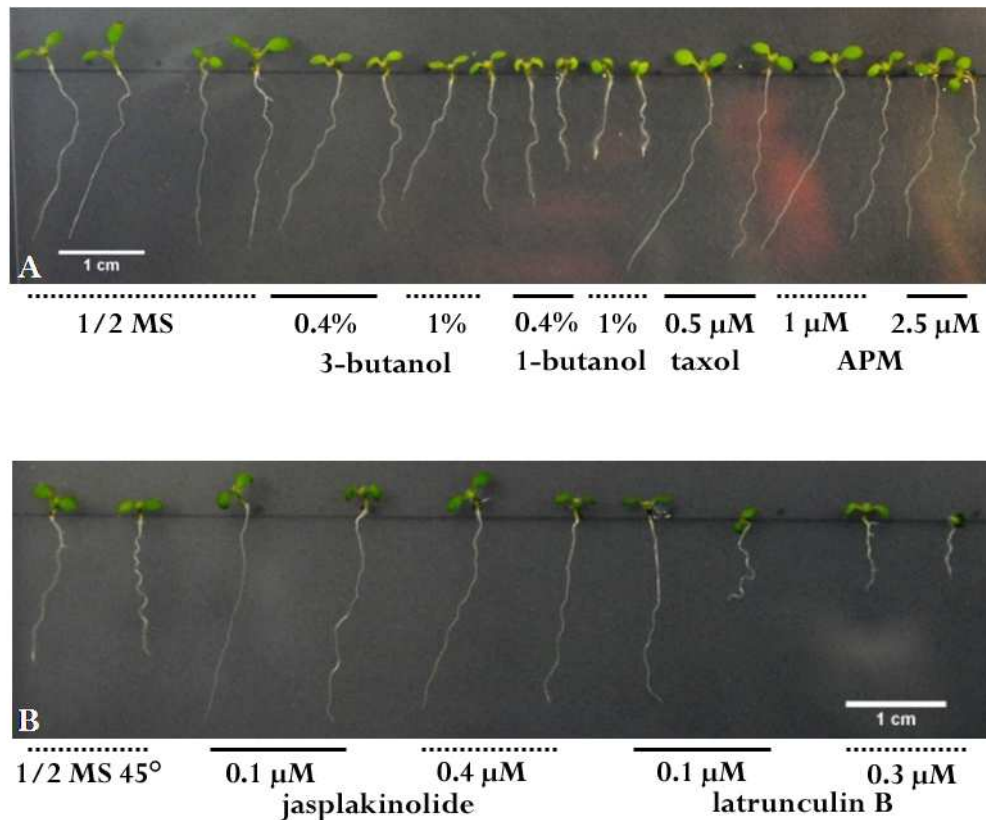 A
1 cm
1/2 MS 0.4% 1% 0.4% 1% 0.5 µM 1 µM 2.5 µM
3-butanol 1-butanol taxol APM
B
1 cm
1/2 MS 45° 0.1 µM 0.4 µM 0.1 µM 0.3 µM
jasplakinolide latrunculin B